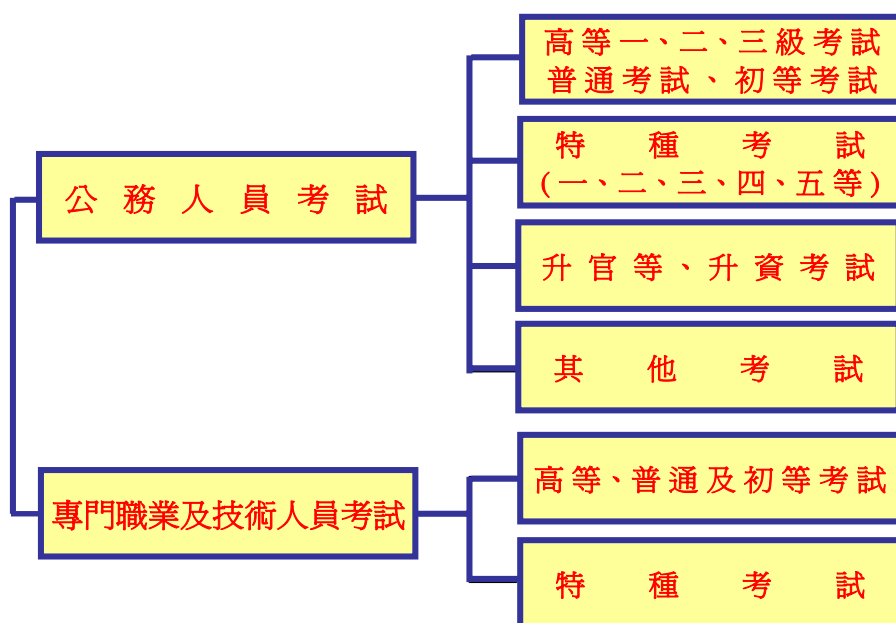 公務人員考試
高等一、二、三級考試
普通考試、初等考試
特種考試
(一、二、三、四、五等)
升官等、升資考試
其他考試
專門職業及技術人員考試
高等、普通及初等考試
特種考試